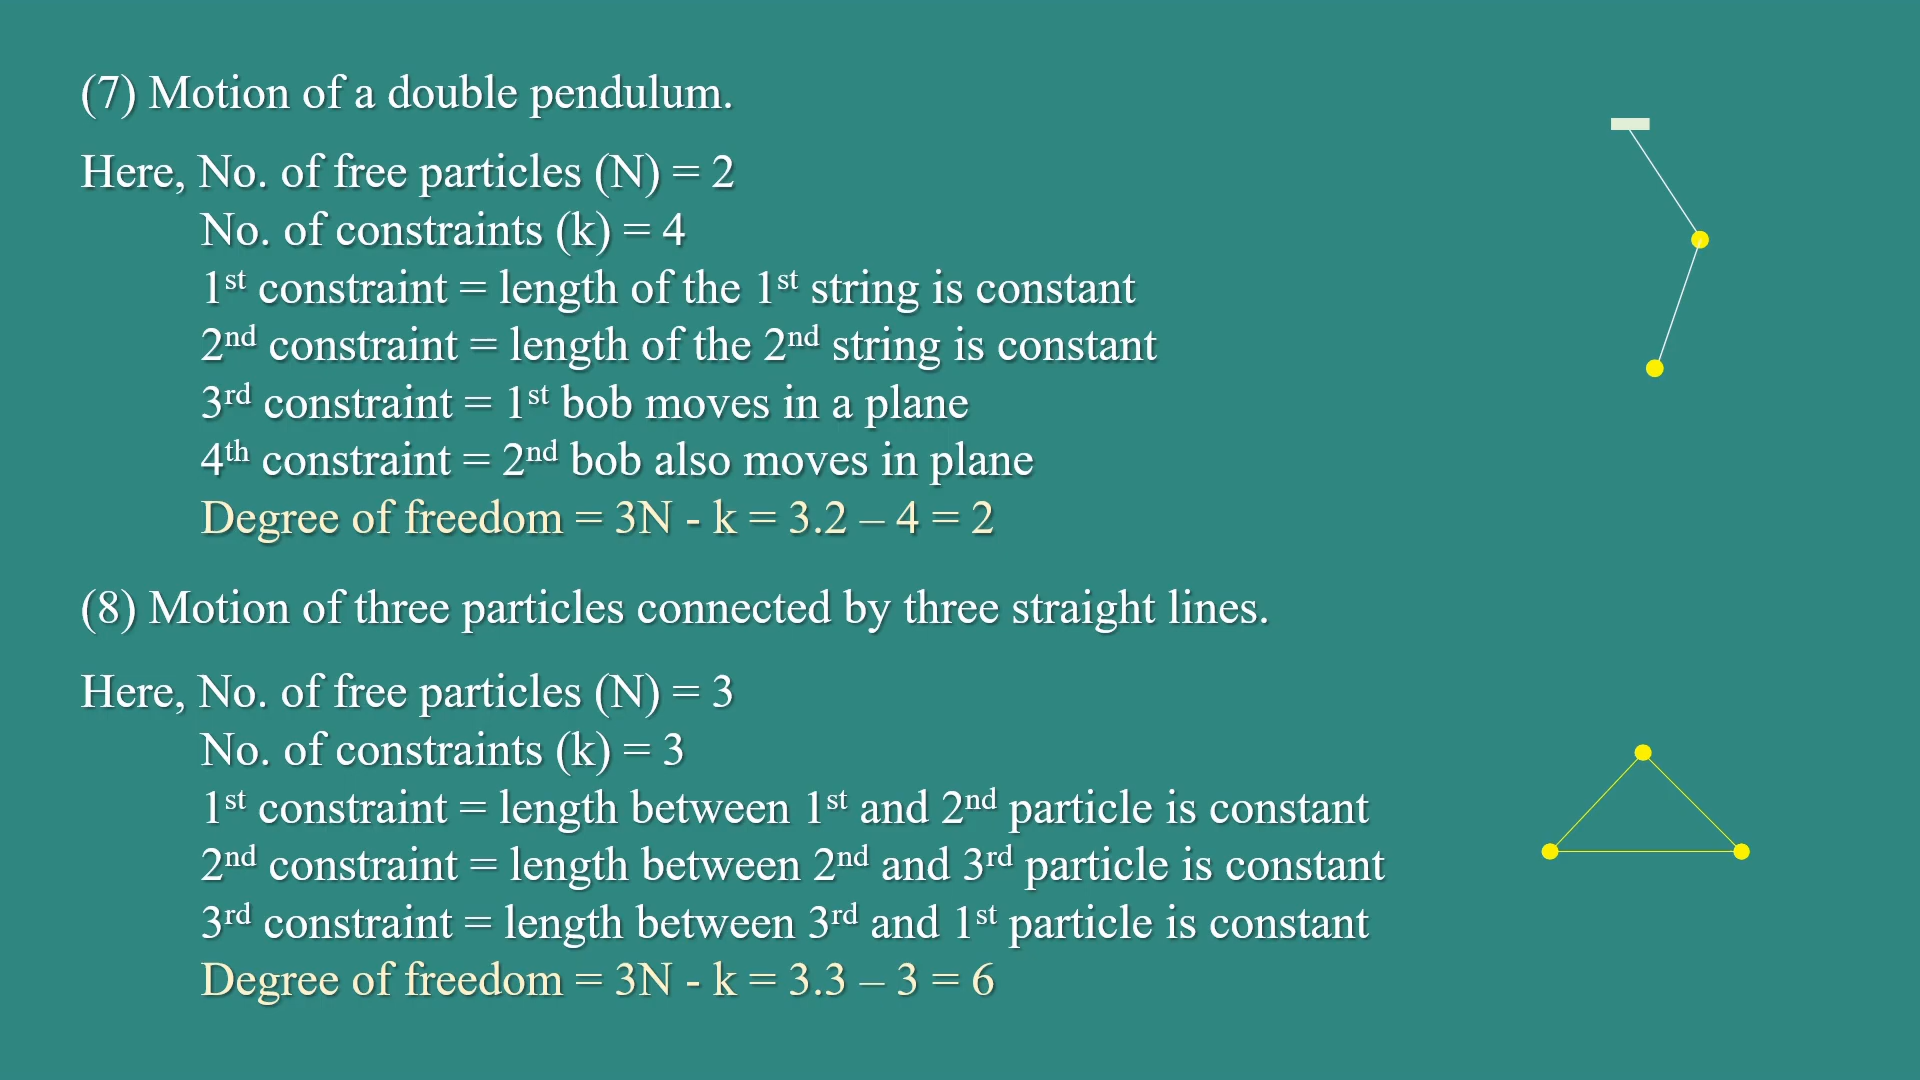 (7) Motion of a double pendulum.
Here, No. of free particles (N) = 2
No. of constraints (k) = 4
1st constraint = length of the 1st string is constant
2nd constraint = length of the 2nd string is constant
3rd constraint = 1st bob moves in a plane
4th constraint = 2nd bob also moves in plane
Degree of freedom = 3N - k = 3.2 – 4 = 2
(8) Motion of three particles connected by three straight lines.
Here, No. of free particles (N) = 3
No. of constraints (k) = 3
1st constraint = length between 1st and 2nd particle is constant
2nd constraint = length between 2nd and 3rd particle is constant
3rd constraint = length between 3rd and 1st particle is constant
Degree of freedom = 3N - k = 3.3 – 3 = 6